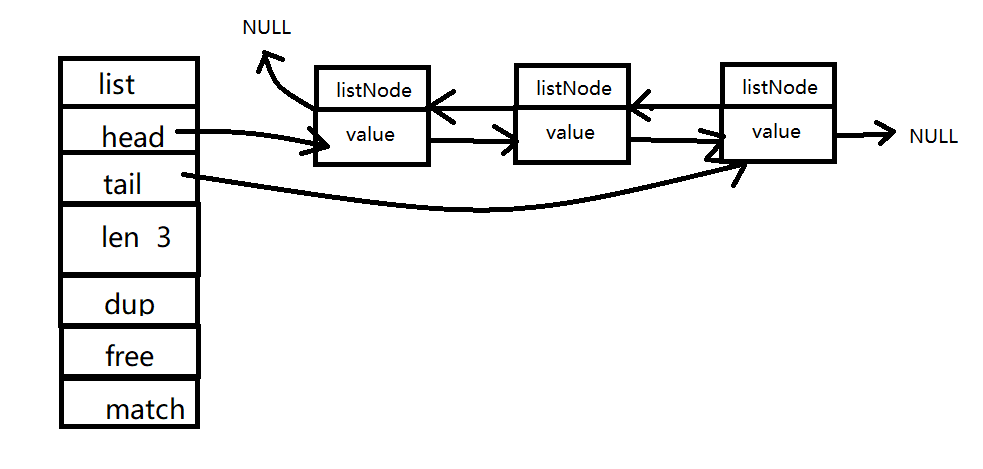 NULL
list
head
tail
len 3
dup
free
match
listNode
value
listNode
value
listNode
value
NULL